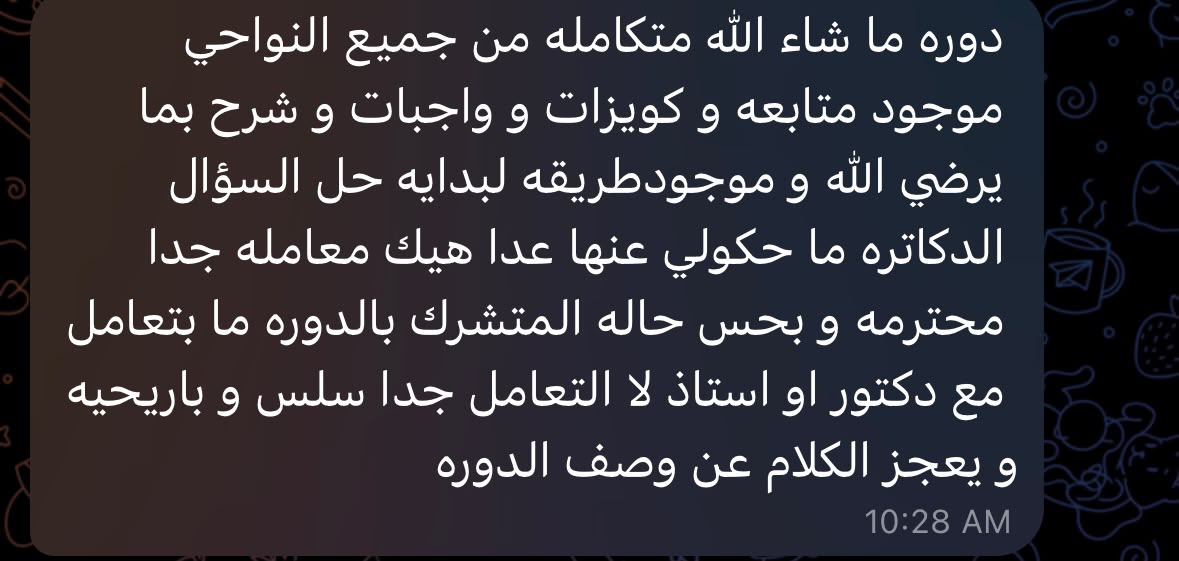 دوره ما شاء الله متكامله من جميع النواحي
موجود متابعه و كويزات و واجبات و شرح بما
يرضي الله و موجودطريقه لبدايه حل السؤال
الدكاتره ما حكولي عنها عدا هيك معامله جدا
محترمه و بحس حاله المتشرك بالدوره ما بتعامل
مع دكتور او استاذ لا التعامل جدا سلس و باريحيه
و يعجز الكلام عن وصف الدوره
10:28 AM